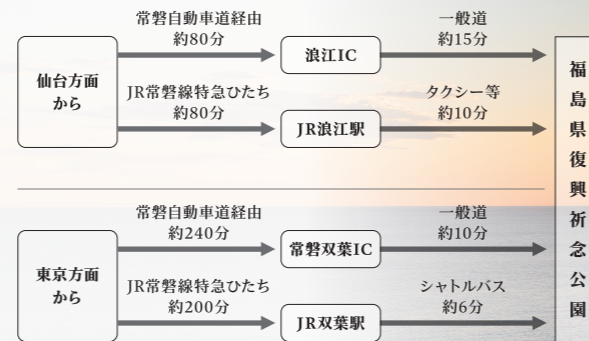 仙台方面
から
常磐自動車道経由
約80分
浪江IC
一般道
約15分
JR常磐線特急ひたち
約80分
JR浪江駅
タクシー等
約10分
東京方面
から
常磐自動車道経由
約240分
常磐双葉IC
一般道
約10分
JR常磐線特急ひたち
約200分
JR双葉駅
シャトルバス
約6分
福島県復興祈念公園